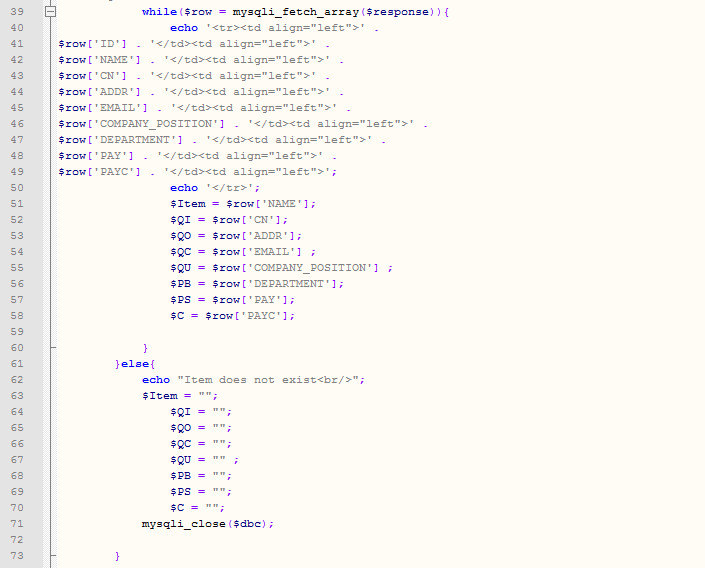 39 while($row = mysqli_fetch_array($response)){
40 echo '<tr><td align="left">' .
41 $row['ID'] . '</td><td align="left">' .
42 $row['NAME'] . '</td><td align="left">' .
43 $row['CN'] . '</td><td align="left">' .
44 $row['ADDR'] . '</td><td align="left">' .
45 $row['EMAIL'] . '</td><td align="left">' .
46 $row['COMPANY_POSITION'] . '</td><td align="left">' .
47 $row['DEPARTMENT'] . '</td><td align="left">' .
48 $row['PAY'] . '</td><td align="left">' .
49 $row['PAYC'] . '</td><td align="left">';
50 echo '</tr>';
51 $Item = $row['NAME'];
52 $QI = $row['CN'];
53 $QO = $row['ADDR'];
54 $QC = $row['EMAIL'] ;
55 $QU = $row['COMPANY_POSITION'] ;
56 $PB = $row['DEPARTMENT'];
57 $PS = $row['PAY'];
58 $C = $row['PAYC'];
59
60 }
61 }else{
62 echo "Item does not exist<br/>";
63 $Item = "";
64 $QI = "";
65 $QO = "";
66 $QC = "";
67 $QU = "" ;
68 $PB = "";
69 $PS = "";
70 $C = "";
71 mysqli_close($dbc);
72
73 }